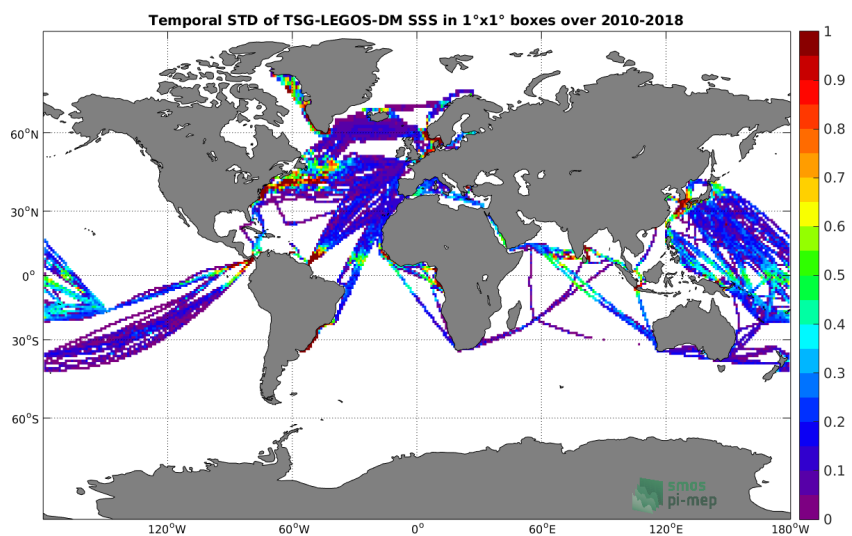 Temporal STD of TSG-LEGOS-DM SSS in 1°x1° boxes over 2010-2018
1
0.9
0.8
0.7
0.6
0.5
0.4
0.3
0.2
0.1
0
60°N
30°N
0°
30°S
60°S
120°W
60°W
0°
60°E
120°E
180°W
smos
pi-mep